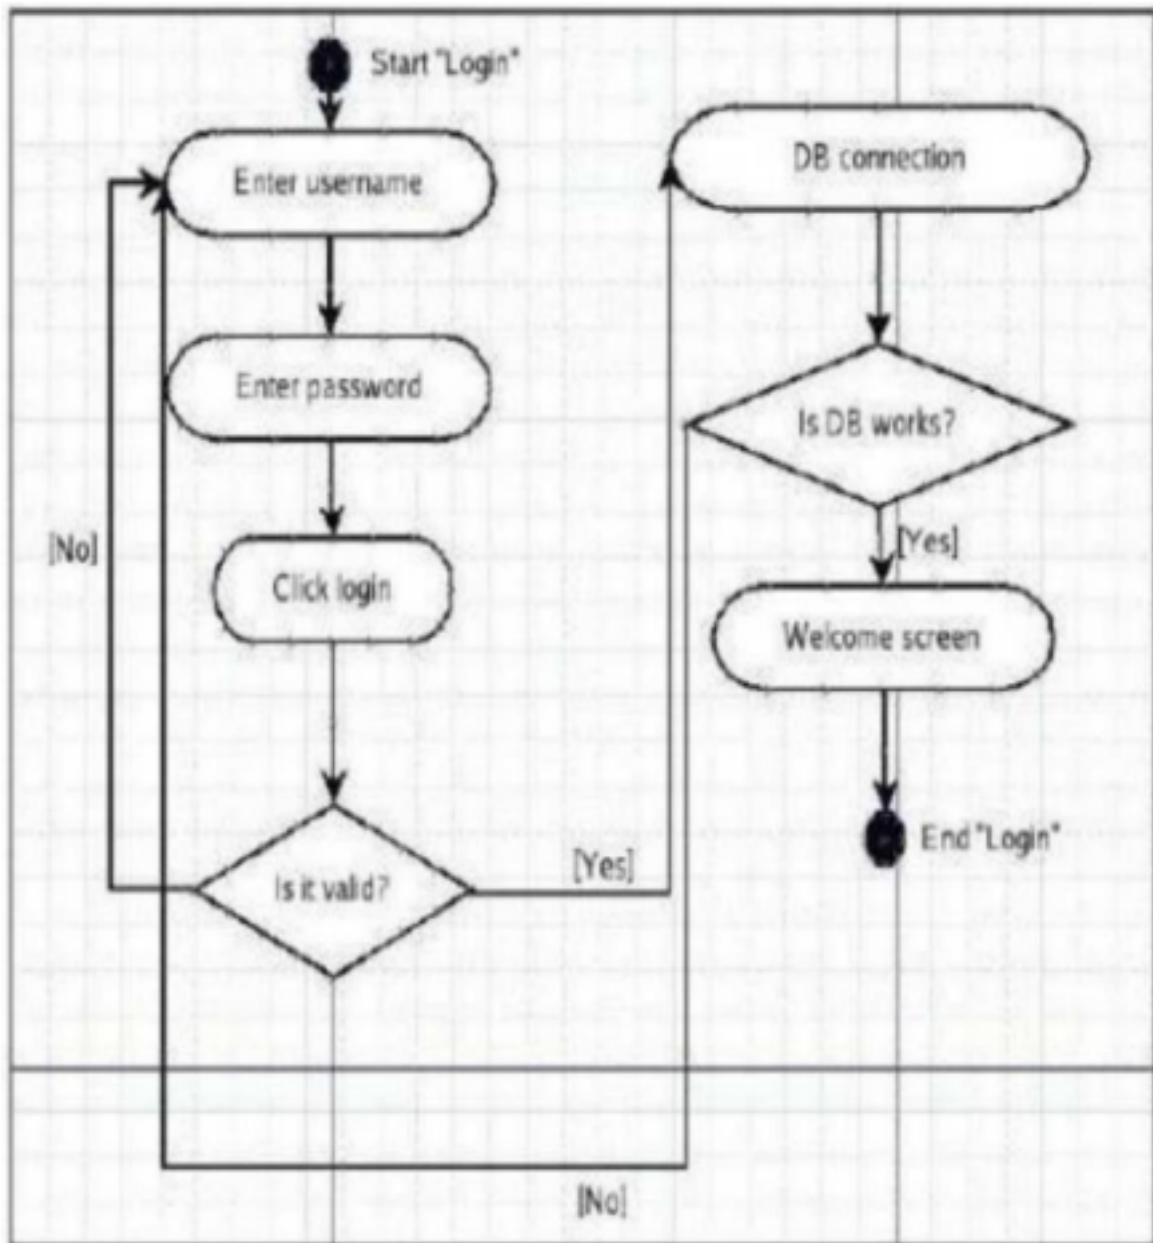 Start "Login"
Enter username
Enter password
Click login
Is it valid?
[No]
[Yes]
DB connection
Is DB works?
[Yes]
Welcome screen
End "Login"
[No]